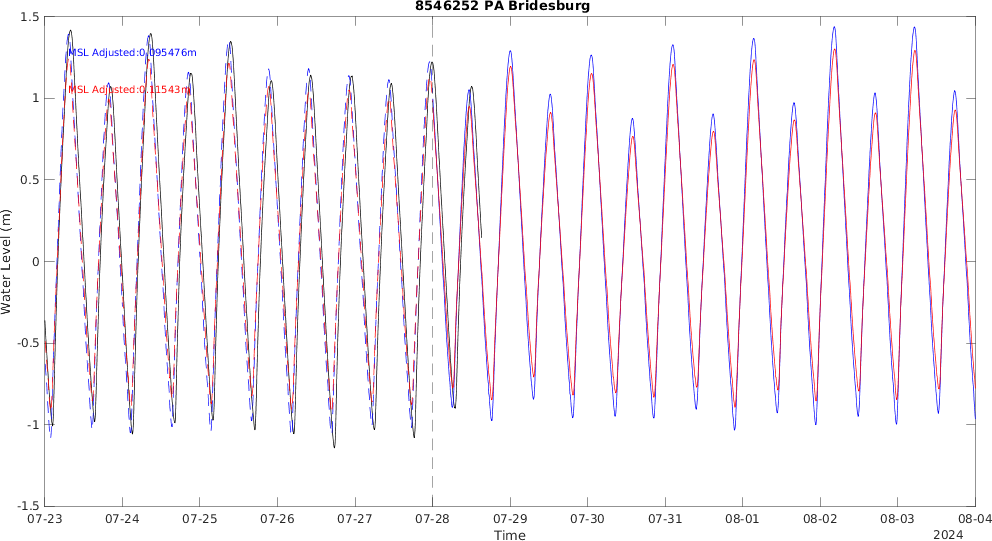 8546252 PA Bridesburg
1.5
MSL Adjusted:0.095476m
MSL Adjusted:0.11543m
1
0.5
0
-0.5
-1
-1.5
Water Level (m)
07-23 07-24 07-25 07-26 07-27 07-28 07-29 07-30 07-31 08-01 08-02 08-03 08-04
Time
2024